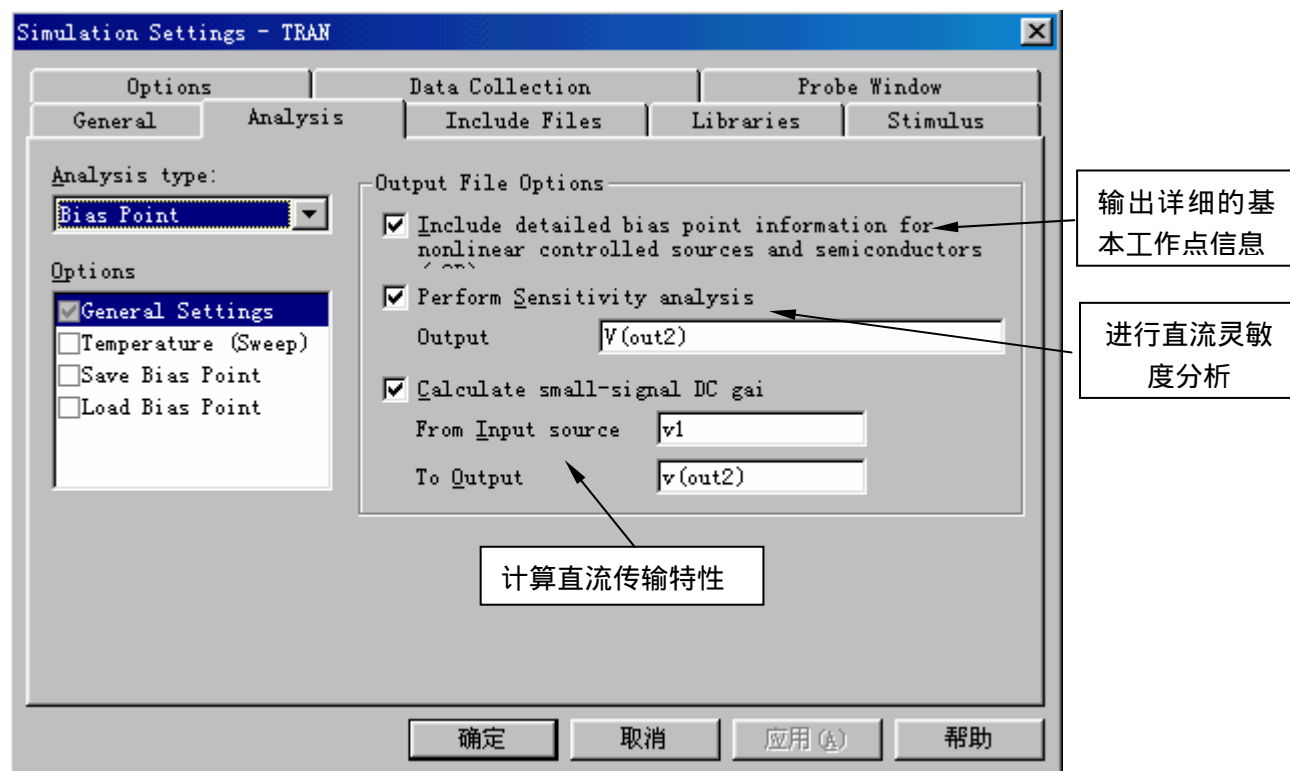 Simulation Settings - TRAN
Options
Data Collection
Probe Window
General
Analysis
Include Files
Libraries
Stimulus
Analysis type:
Bias Point
Options
General Settings
Temperature (Sweep)
Save Bias Point
Load Bias Point
Output File Options
Include detailed bias point information for
nonlinear controlled sources and semiconductors
Perform Sensitivity analysis
Output
V(out2)
Calculate small-signal DC gai
From Input source
v1
To Output
v(out2)
输出详细的基
本工作点信息
进行直流灵敏
度分析
计算直流传输特性
确定
取消
应用(A)
帮助